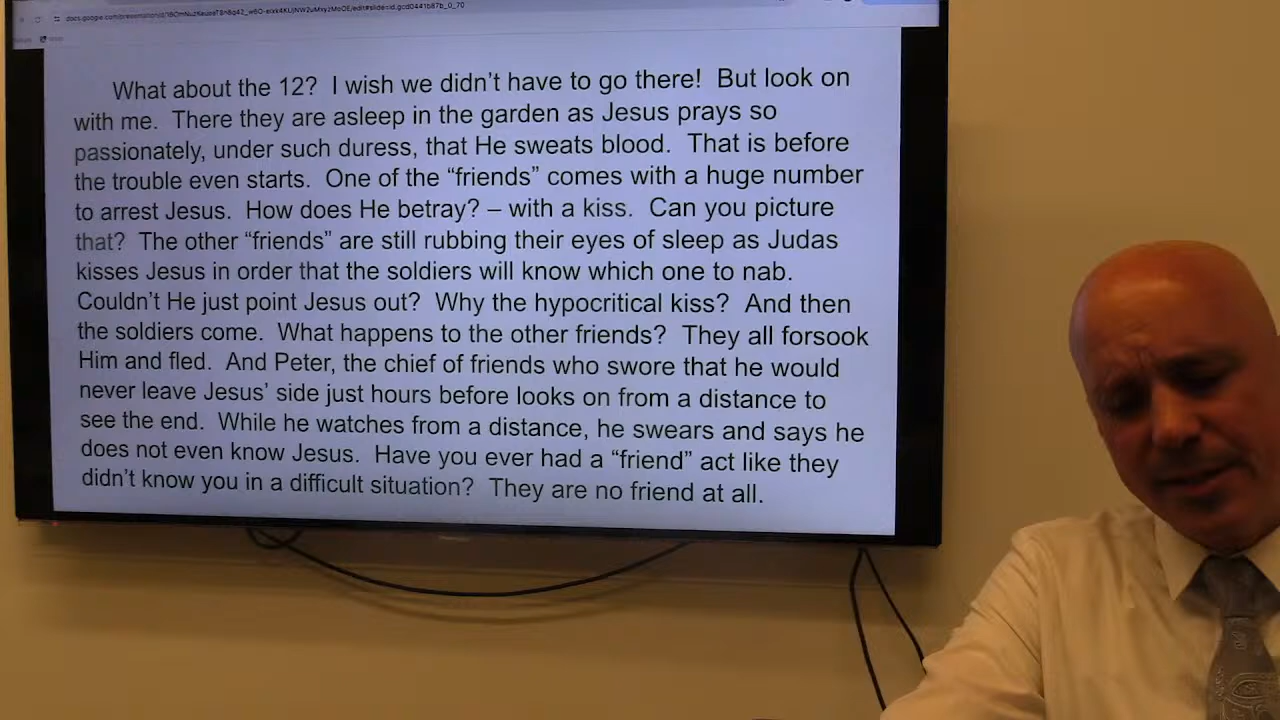 What about the 12?  I wish we didn't have to go there!  But look on
with me.  There they are asleep in the garden as Jesus prays so
passionately, under such duress, that He sweats blood.  That is before
the trouble even starts.  One of the “friends” comes with a huge number
to arrest Jesus.  How does He betray? – with a kiss.  Can you picture
that?  The other “friends” are still rubbing their eyes of sleep as Judas
kisses Jesus in order that the soldiers will know which one to nab.
Couldn't He just point Jesus out?  Why the hypocritical kiss?  And then
the soldiers come.  What happens to the other friends?  They all forsook
Him and fled.  And Peter, the chief of friends who swore that he would
never leave Jesus' side just hours before looks on from a distance to
see the end.  While he watches from a distance, he swears and says he
does not even know Jesus.  Have you ever had a “friend” act like they
didn't know you in a difficult situation?  They are no friend at all.